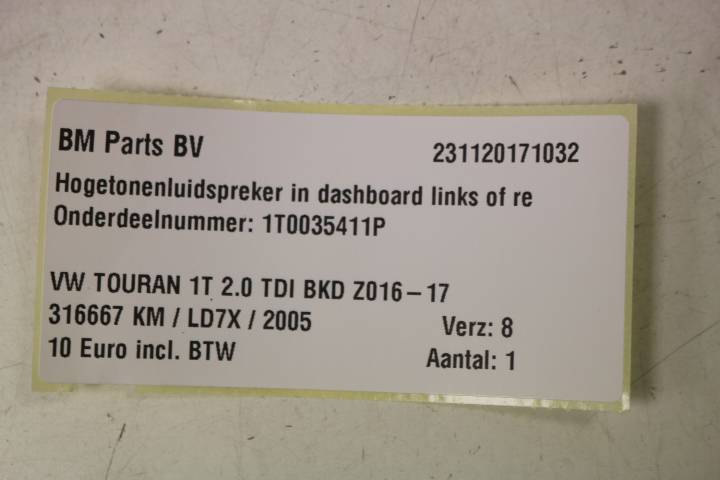 BM Parts BV 231120171032
Hogetonenluidspreker in dashboard links of re
Onderdeelnummer: 1T0035411P
VW TOURAN 1T 2.0 TDI BKD Z016-17
316667 KM / LD7X / 2005 Verz: 8
10 Euro incl. BTW Aantal: 1